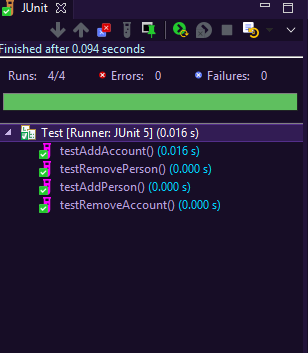 JUnit
Finished after 0.094 seconds
Runs: 4/4 Errors: 0 Failures: 0
Test [Runner: JUnit 5] (0.016 s)
testAddAccount() (0.016 s)
testRemovePerson() (0.000 s)
testAddPerson() (0.000 s)
testRemoveAccount() (0.000 s)